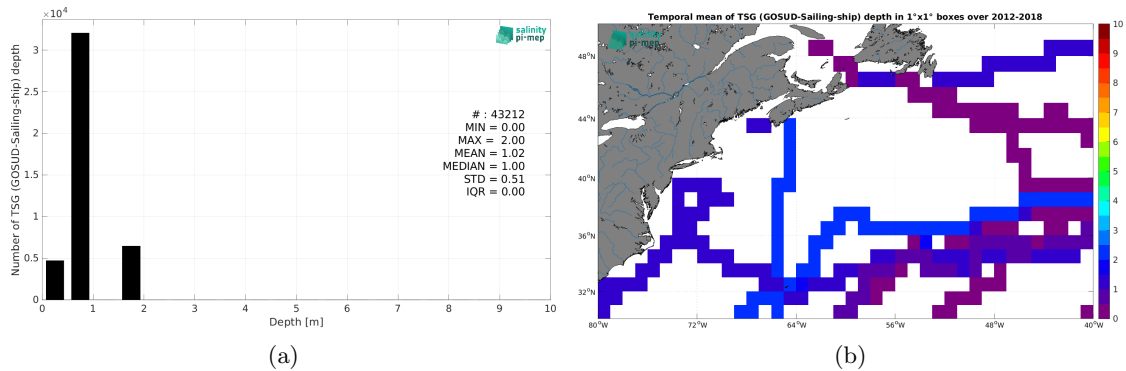 ×10⁴
3
2.5
2
1.5
1
0.5
0
Number of TSG (GOSUD-Sailing-ship) depth
salinity
pi-mep
# : 43212
MIN = 0.00
MAX = 2.00
MEAN = 1.02
MEDIAN = 1.00
STD = 0.51
IQR = 0.00
0 1 2 3 4 5 6 7 8 9 10
Depth [m]
(a)
Temporal mean of TSG (GOSUD-Sailing-ship) depth in 1°x1° boxes over 2012-2018
salinity
pi-mep
48°N
44°N
40°N
36°N
32°N
80°W 72°W 64°W 56°W 48°W 40°W
10
9
8
7
6
5
4
3
2
1
0
(b)